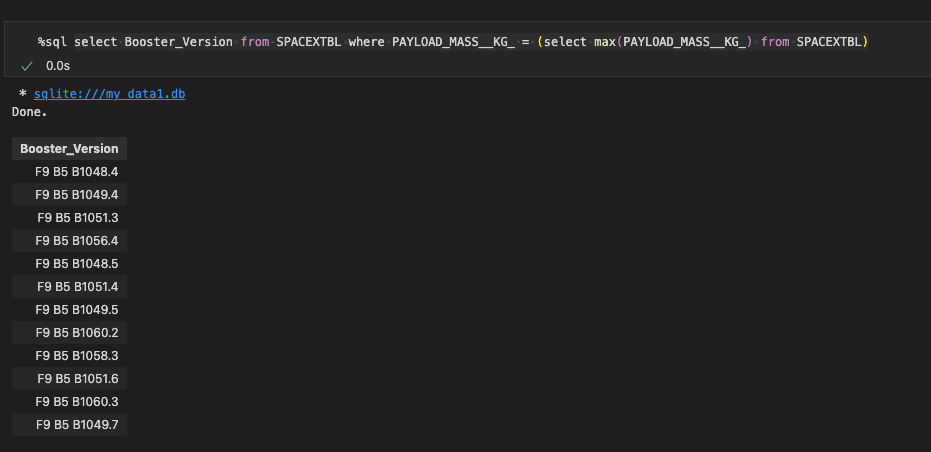 %sql select Booster_Version from SPACEXTBL where PAYLOAD_MASS__KG_ = (select max(PAYLOAD_MASS__KG_) from SPACEXTBL)
✓ 0.0s
* sqlite:///my_data1.db
Done.
Booster_Version
F9 B5 B1048.4
F9 B5 B1049.4
F9 B5 B1051.3
F9 B5 B1056.4
F9 B5 B1048.5
F9 B5 B1051.4
F9 B5 B1049.5
F9 B5 B1060.2
F9 B5 B1058.3
F9 B5 B1051.6
F9 B5 B1060.3
F9 B5 B1049.7